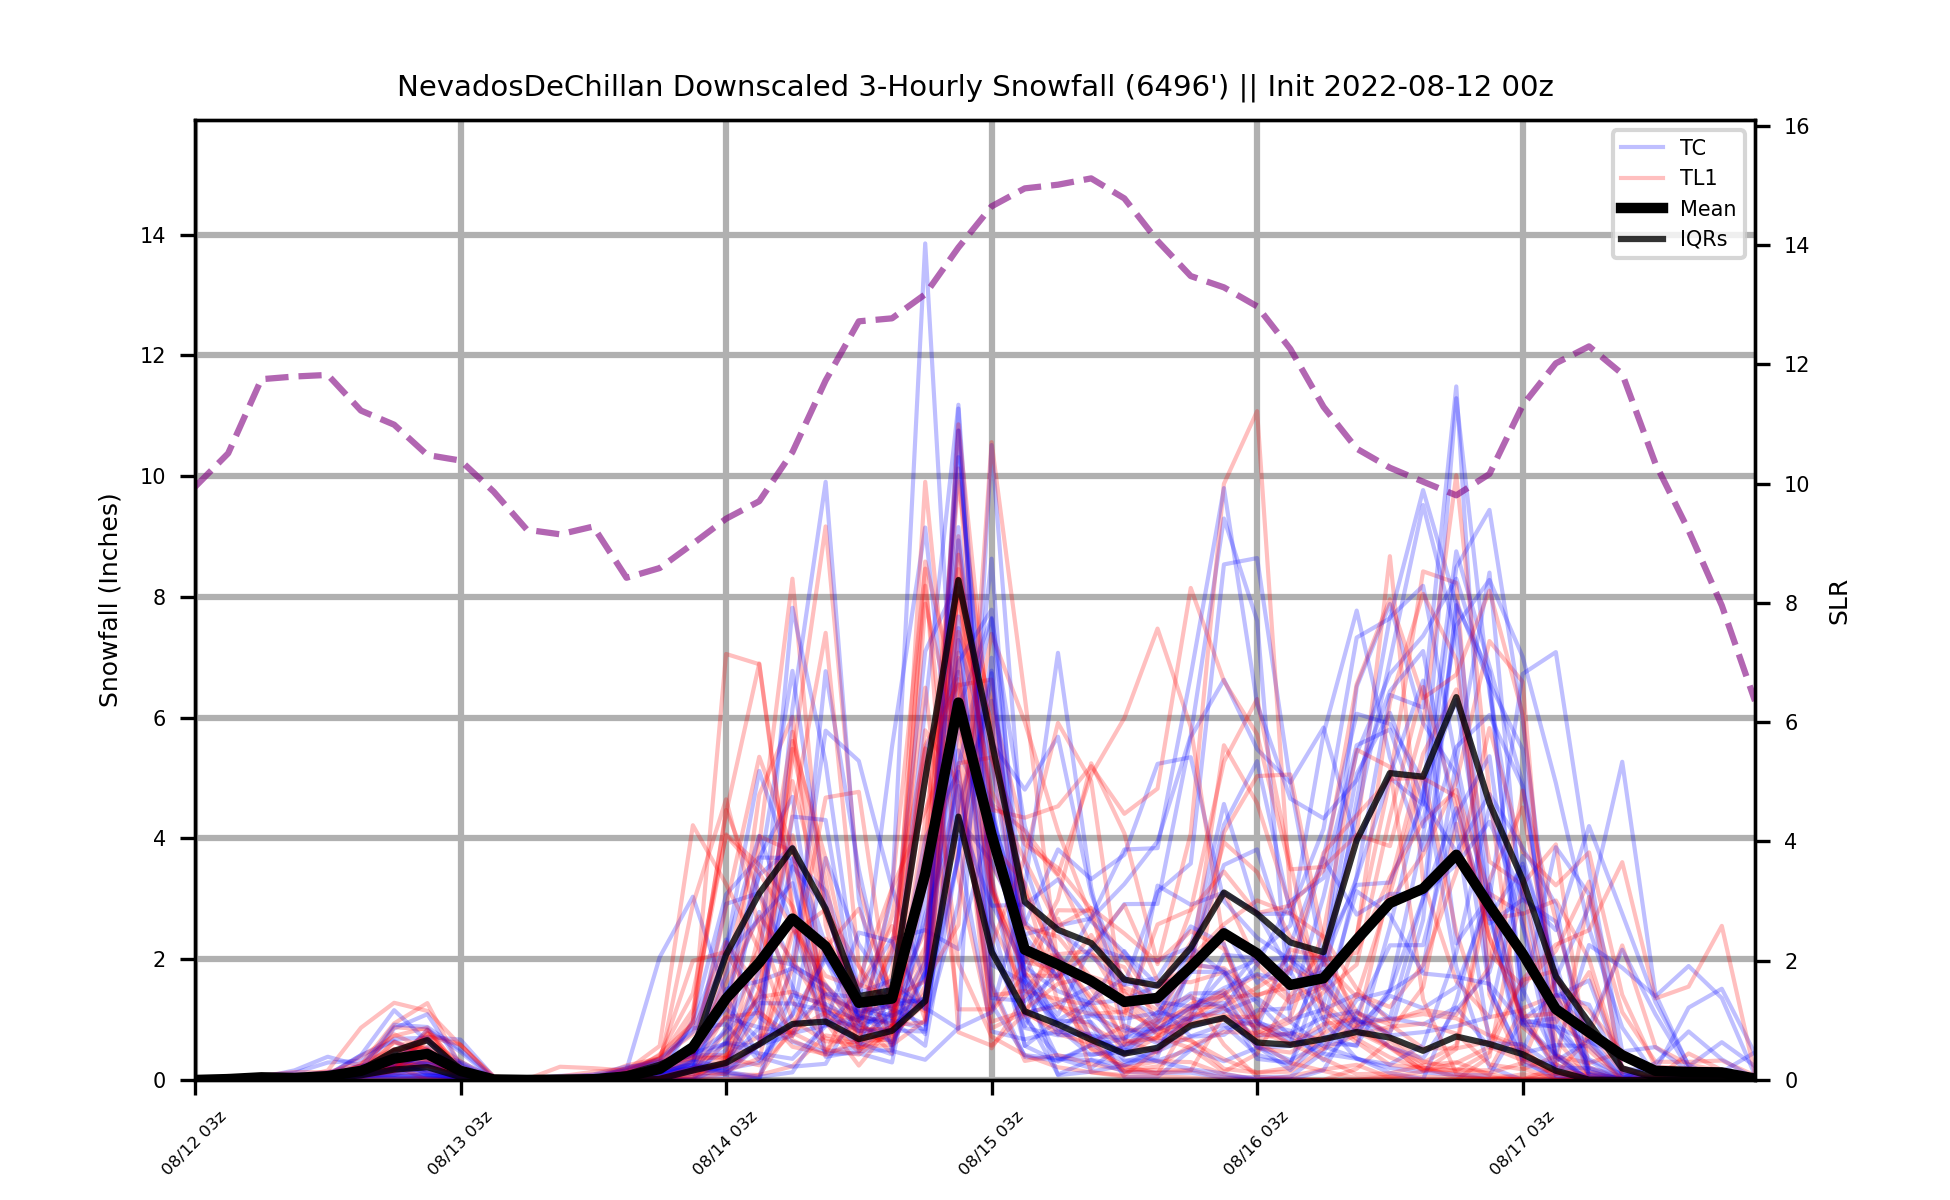 NevadosDeChillan Downscaled 3-Hourly Snowfall (6496') || Init 2022-08-12 00z
TC
TL1
Mean
IQRs
Snowfall (Inches)
14
12
10
8
6
4
2
0
16
14
12
10
8
6
4
2
0
SLR
08/12 03z
08/13 03z
08/14 03z
08/15 03z
08/16 03z
08/17 03z